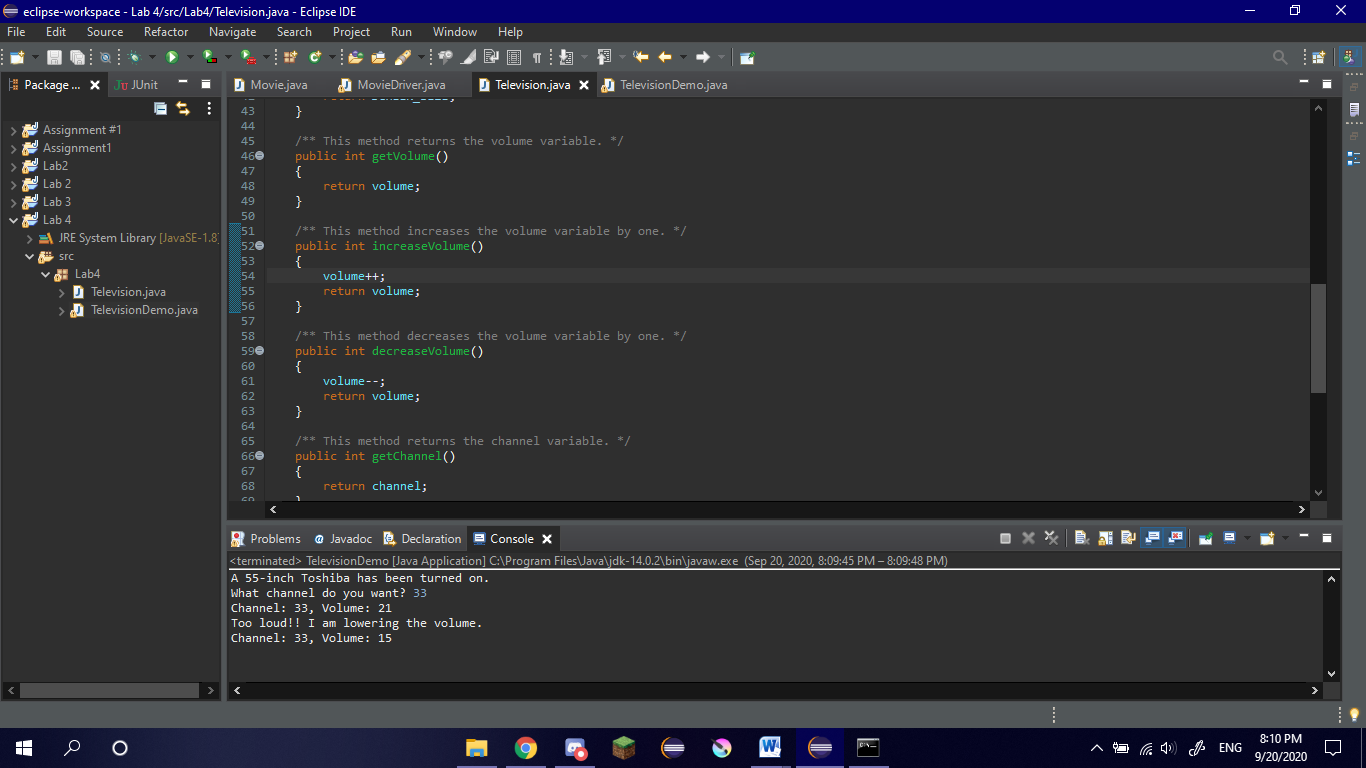 eclipse-workspace - Lab 4/src/Lab4/Television.java - Eclipse IDE
File Edit Source Refactor Navigate Search Project Run Window Help
Package ... JUnit
Movie.java MovieDriver.java Television.java TelevisionDemo.java
Assignment #1
Assignment1
Lab2
Lab 2
Lab 3
Lab 4
JRE System Library [JavaSE-1.8]
src
Lab4
Television.java
TelevisionDemo.java
43 }
44
45 /** This method returns the volume variable. */
46 public int getVolume()
47 {
48 return volume;
49 }
50
51 /** This method increases the volume variable by one. */
52 public int increaseVolume()
53 {
54 volume++;
55 return volume;
56 }
57
58 /** This method decreases the volume variable by one. */
59 public int decreaseVolume()
60 {
61 volume--;
62 return volume;
63 }
64
65 /** This method returns the channel variable. */
66 public int getChannel()
67 {
68 return channel;
69 }
Problems @ Javadoc Declaration Console
<terminated> TelevisionDemo [Java Application] C:\Program Files\Java\jdk-14.0.2\bin\javaw.exe (Sep 20, 2020, 8:09:45 PM – 8:09:48 PM)
A 55-inch Toshiba has been turned on.
What channel do you want? 33
Channel: 33, Volume: 21
Too loud!! I am lowering the volume.
Channel: 33, Volume: 15
ENG
8:10 PM
9/20/2020